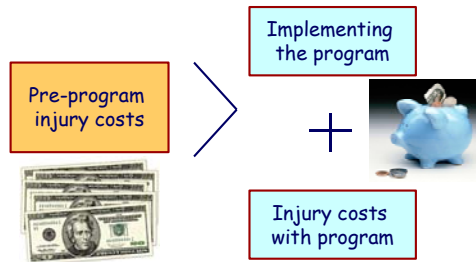 Implementing
the program
Pre-program
injury costs
Injury costs
with program